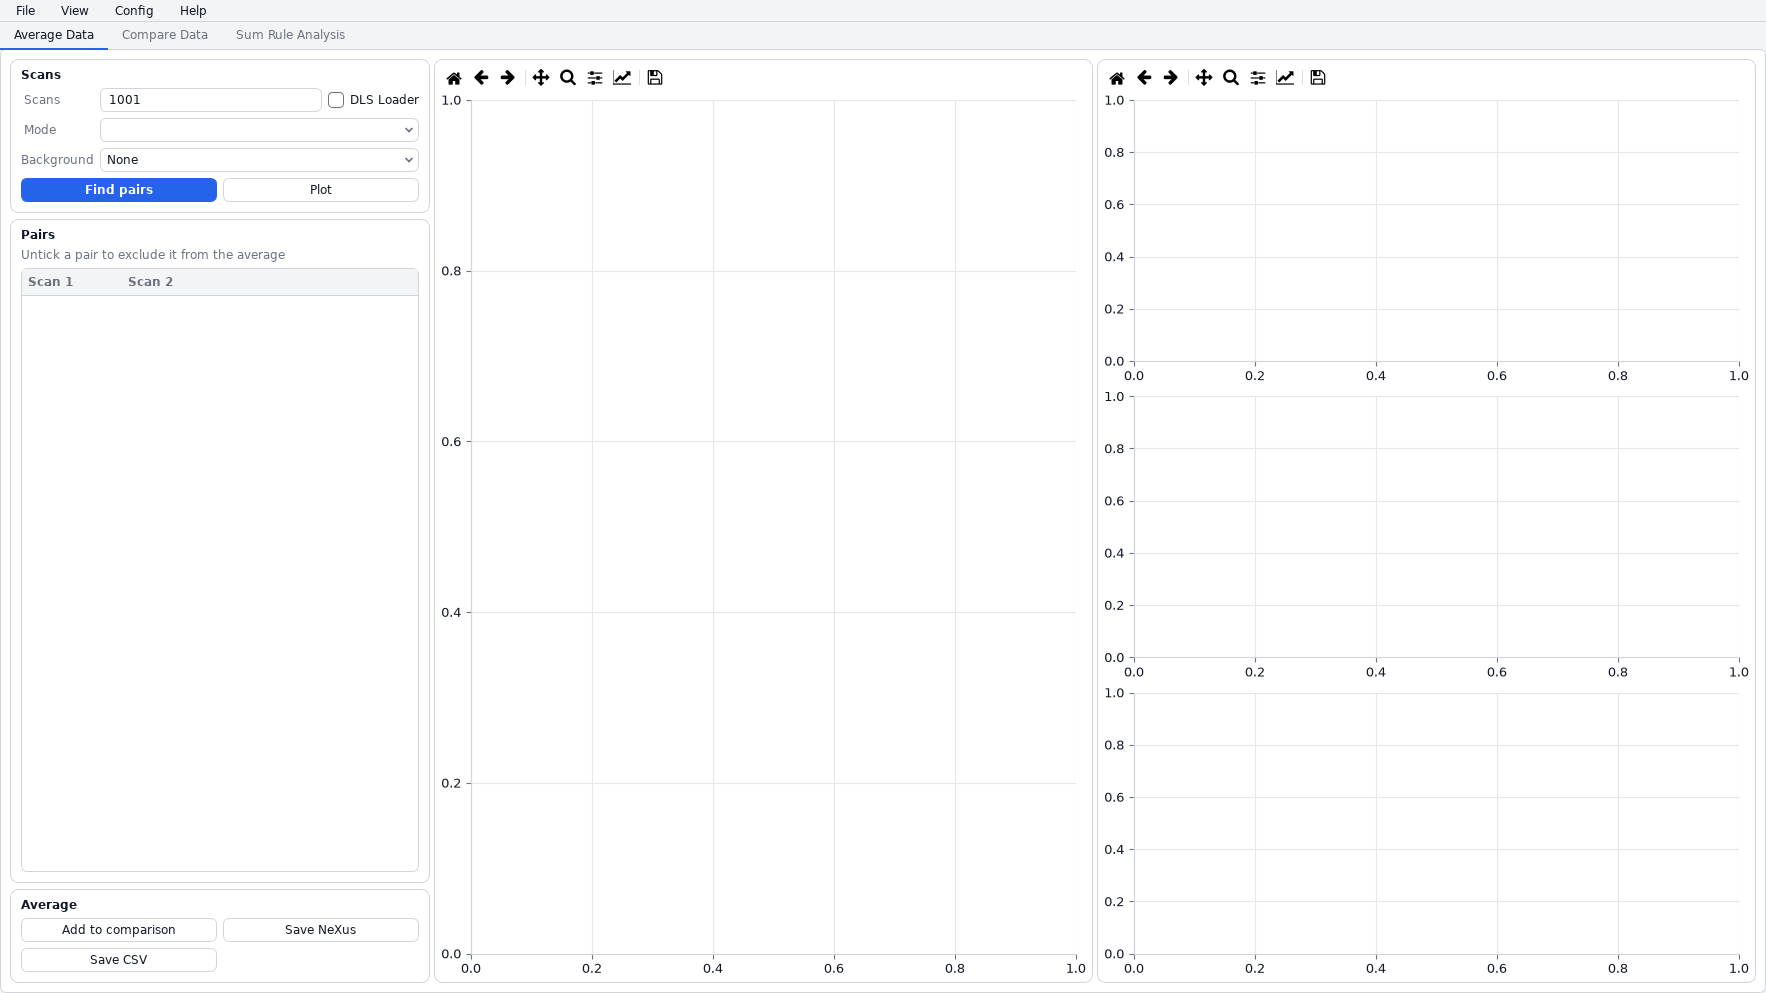 File View Config Help
Average Data Compare Data Sum Rule Analysis
Scans
Scans 1001 DLS Loader
Mode
Background None
Find pairs Plot
Pairs
Untick a pair to exclude it from the average
Scan 1 Scan 2
Average
Add to comparison Save NeXus
Save CSV
1.0
0.8
0.6
0.4
0.2
0.0
0.0 0.2 0.4 0.6 0.8 1.0
1.0
0.8
0.6
0.4
0.2
0.0
0.0 0.2 0.4 0.6 0.8 1.0
1.0
0.8
0.6
0.4
0.2
0.0
0.0 0.2 0.4 0.6 0.8 1.0
1.0
0.8
0.6
0.4
0.2
0.0
0.0 0.2 0.4 0.6 0.8 1.0